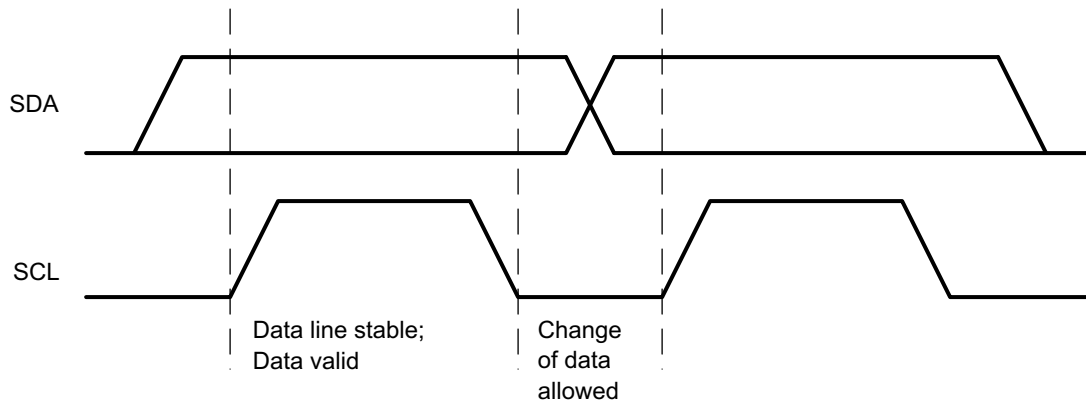 SDA
SCL
Data line stable;
Data valid
Change
of data
allowed